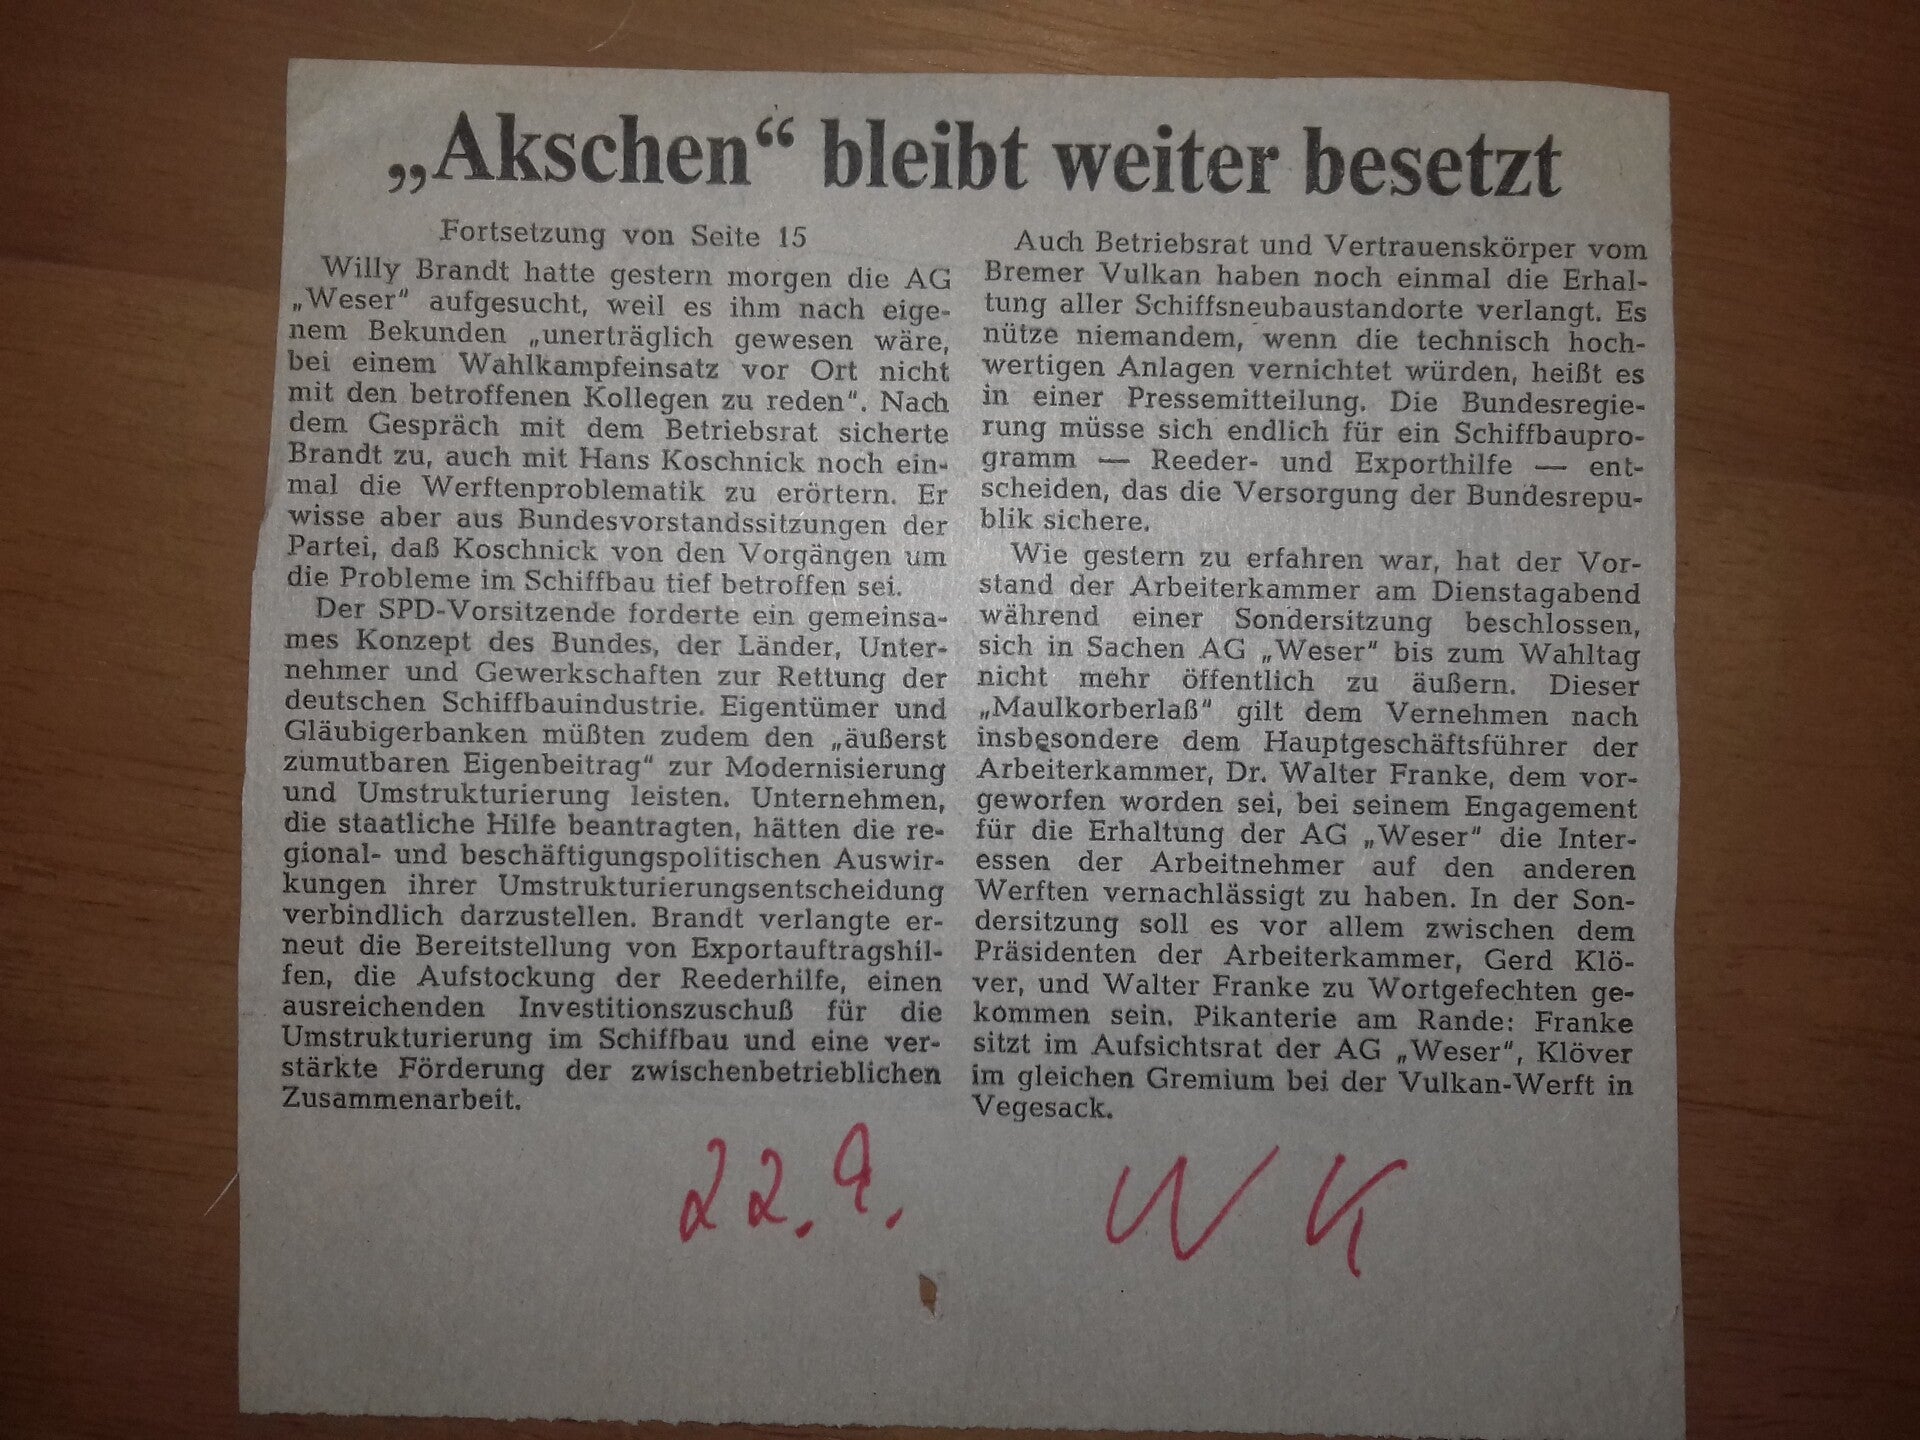 „Akschen“ bleibt weiter besetzt
Fortsetzung von Seite 15
Willy Brandt hatte gestern morgen die AG
„Weser“ aufgesucht, weil es ihm nach eige-
nem Bekunden „unerträglich gewesen wäre,
bei einem Wahlkampfeinsatz vor Ort nicht
mit den betroffenen Kollegen zu reden“. Nach
dem Gespräch mit dem Betriebsrat sicherte
Brandt zu, auch mit Hans Koschnick noch ein-
mal die Werftenproblematik zu erörtern. Er
wisse aber aus Bundesvorstandssitzungen der
Partei, daß Koschnick von den Vorgängen um
die Probleme im Schiffbau tief betroffen sei.
Der SPD-Vorsitzende forderte ein gemeinsa-
mes Konzept des Bundes, der Länder, Unter-
nehmer und Gewerkschaften zur Rettung der
deutschen Schiffbauindustrie. Eigentümer und
Gläubigerbanken müßten zudem den „äußerst
zumutbaren Eigenbeitrag“ zur Modernisierung
und Umstrukturierung leisten. Unternehmen,
die staatliche Hilfe beantragten, hätten die re-
gional- und beschäftigungspolitischen Auswir-
kungen ihrer Umstrukturierungsentscheidung
verbindlich darzustellen. Brandt verlangte er-
neut die Bereitstellung von Exportauftragshil-
fen, die Aufstockung der Reederhilfe, einen
ausreichenden Investitionszuschuß für die
Umstrukturierung im Schiffbau und eine ver-
stärkte Förderung der zwischenbetrieblichen
Zusammenarbeit.
Auch Betriebsrat und Vertrauenskörper vom
Bremer Vulkan haben noch einmal die Erhal-
tung aller Schiffsneubaustandorte verlangt. Es
nütze niemandem, wenn die technisch hoch-
wertigen Anlagen vernichtet würden, heißt es
in einer Pressemitteilung. Die Bundesregie-
rung müsse sich endlich für ein Schiffbaupro-
gramm — Reeder- und Exporthilfe — ent-
scheiden, das die Versorgung der Bundesrepu-
blik sichere.
Wie gestern zu erfahren war, hat der Vor-
stand der Arbeiterkammer am Dienstagabend
während einer Sondersitzung beschlossen,
sich in Sachen AG „Weser“ bis zum Wahltag
nicht mehr öffentlich zu äußern. Dieser
„Maulkorberlaß“ gilt dem Vernehmen nach
insbesondere dem Hauptgeschäftsführer der
Arbeiterkammer, Dr. Walter Franke, dem vor-
geworfen worden sei, bei seinem Engagement
für die Erhaltung der AG „Weser“ die Inter-
essen der Arbeitnehmer auf den anderen
Werften vernachlässigt zu haben. In der Son-
dersitzung soll es vor allem zwischen dem
Präsidenten der Arbeiterkammer, Gerd Klö-
ver, und Walter Franke zu Wortgefechten ge-
kommen sein. Pikanterie am Rande: Franke
sitzt im Aufsichtsrat der AG „Weser“, Klöver
im gleichen Gremium bei der Vulkan-Werft in
Vegesack.
22.9. WK